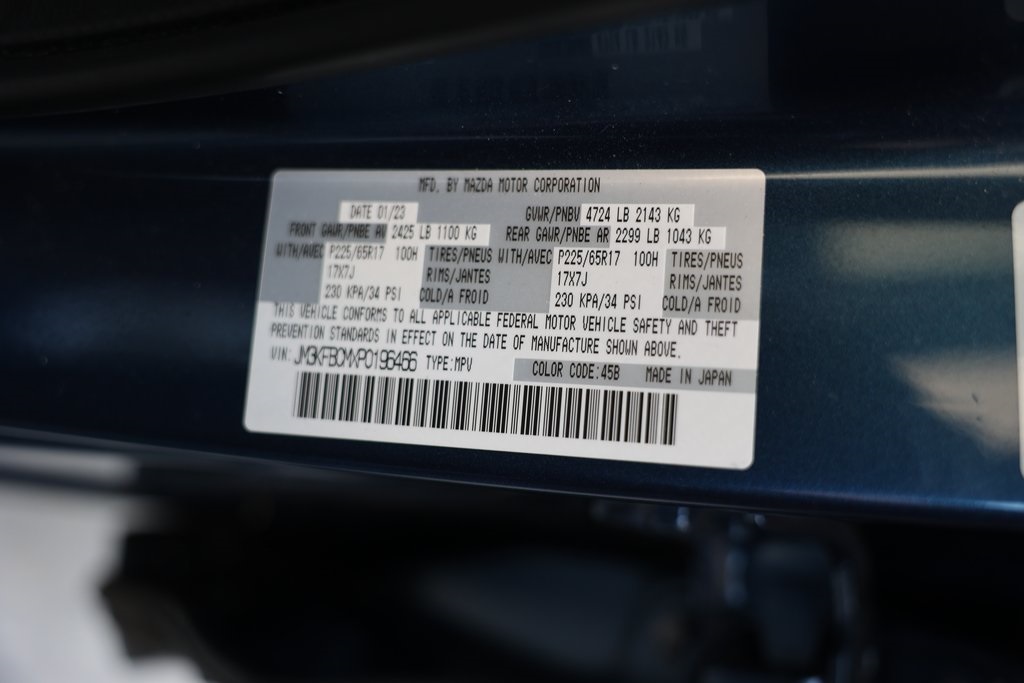 MFD. BY MAZDA MOTOR CORPORATION
DATE 01/23 GVWR/PNBV 4724 LB 2143 KG
FRONT GAWR/PNBE AV 2425 LB 1100 KG REAR GAWR/PNBE AR 2299 LB 1043 KG
WITH/AVEC P225/65R17 100H TIRES/PNEUS WITH/AVEC P225/65R17 100H TIRES/PNEUS
17X7J RIMS/JANTES 17X7J RIMS/JANTES
230 KPA/34 PSI COLD/A FROID 230 KPA/34 PSI COLD/A FROID
THIS VEHICLE CONFORMS TO ALL APPLICABLE FEDERAL MOTOR VEHICLE SAFETY AND THEFT
PREVENTION STANDARDS IN EFFECT ON THE DATE OF MANUFACTURE SHOWN ABOVE.
VIN: JM3KFBCMXP0196466 TYPE:MPV COLOR CODE:45B MADE IN JAPAN